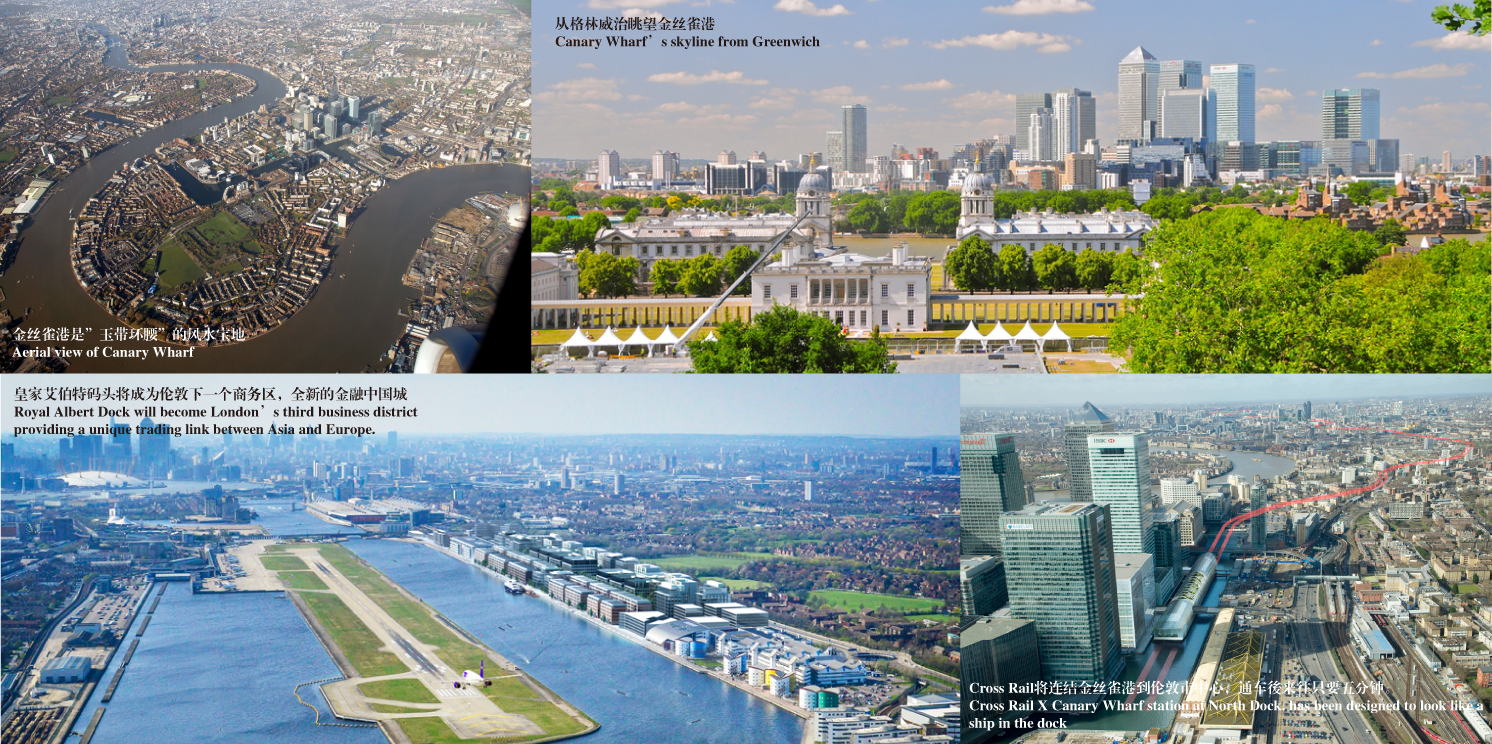 从格林威治眺望金丝雀港
Canary Wharf’s skyline from Greenwich
金丝雀港是”玉带环腰”的风水宝地
Aerial view of Canary Wharf
皇家艾伯特码头将成为伦敦下一个商务区，全新的金融中国城
Royal Albert Dock will become London’s third business district
providing a unique trading link between Asia and Europe.
HSBC
Cross Rail将连结金丝雀港到伦敦市中心，通车後来往只要五分钟
Cross Rail X Canary Wharf station at North Dock, has been designed to look like a
ship in the dock